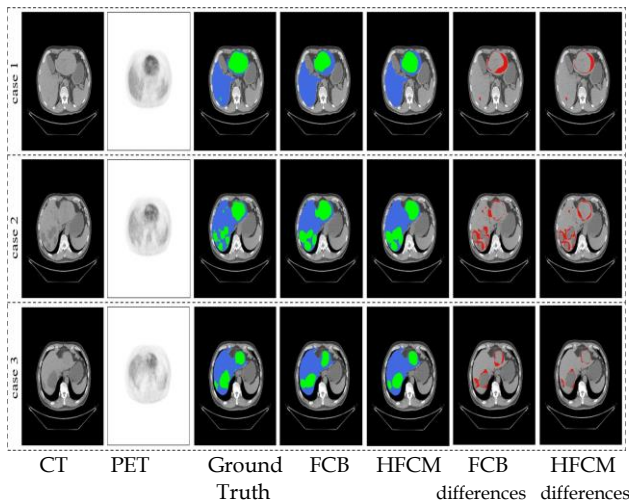 case 1
case 2
case 3
CT PET Ground Truth FCB HFCM FCB differences HFCM differences